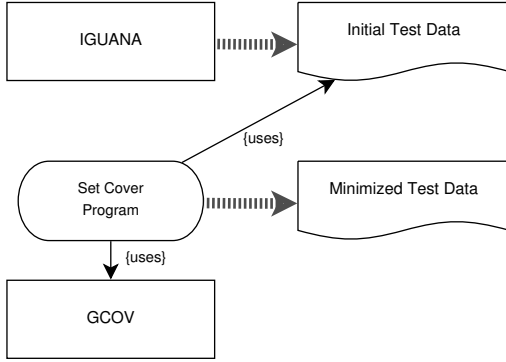 IGUANA
Initial Test Data
{uses}
Set Cover
Program
Minimized Test Data
{uses}
GCOV